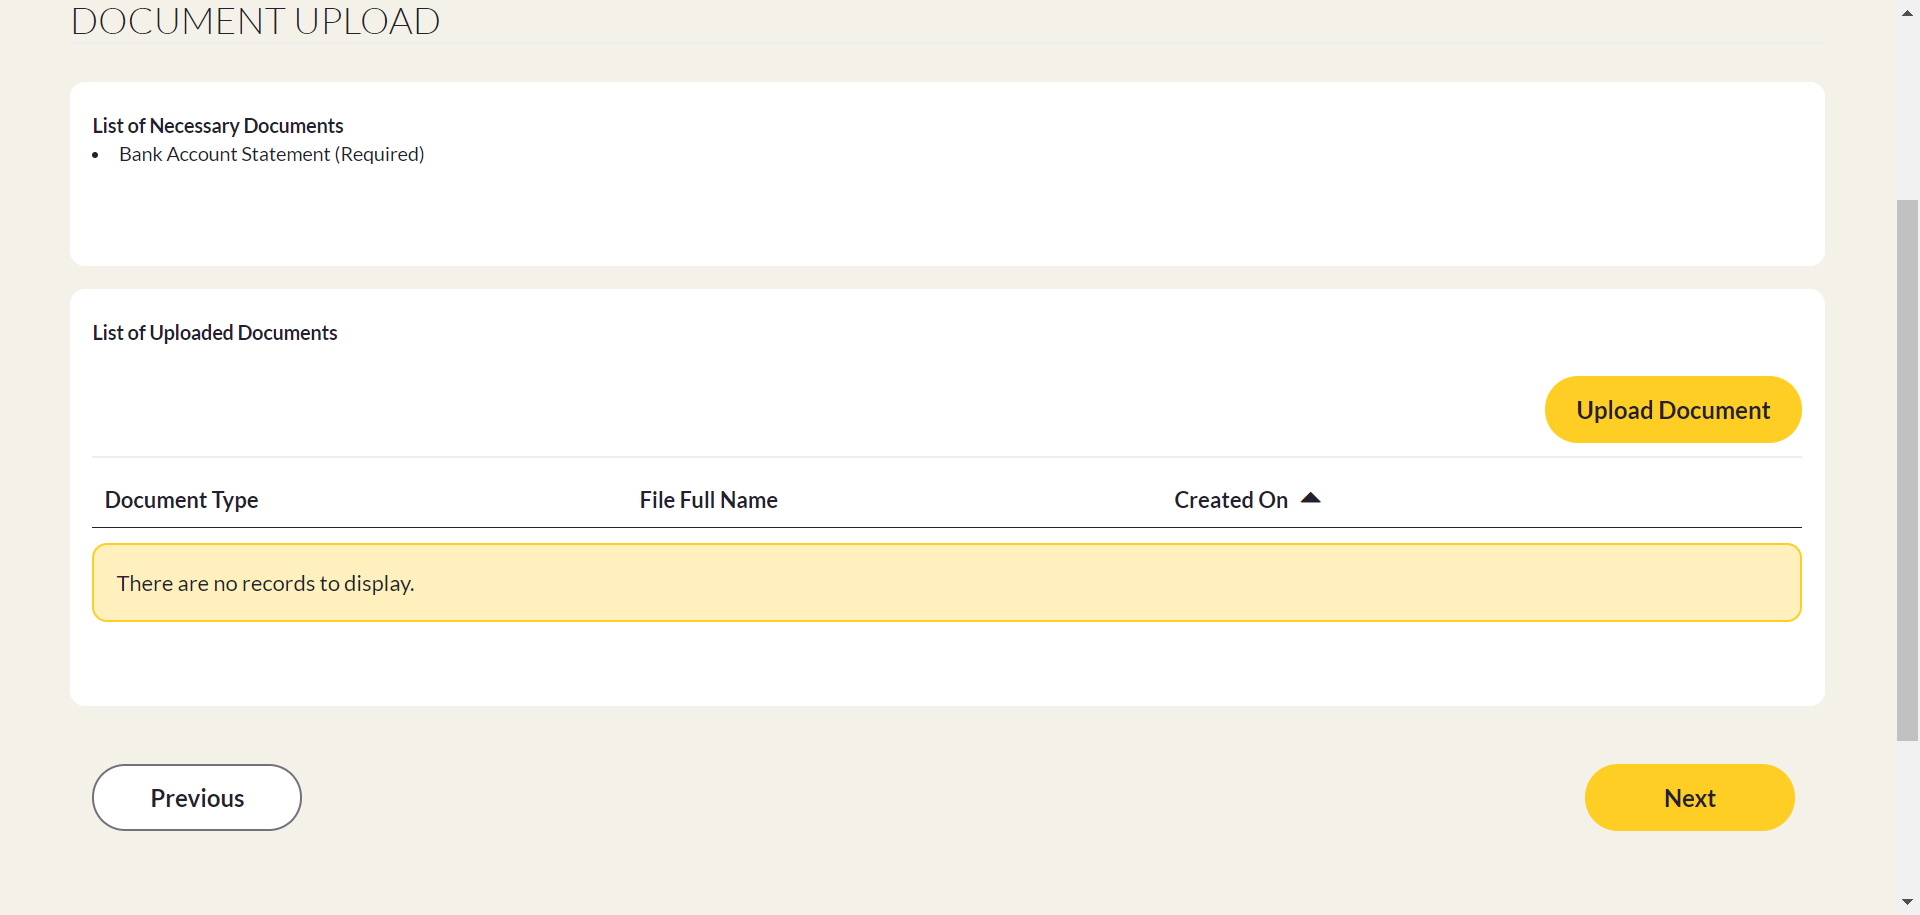 DOCUMENT UPLOAD
List of Necessary Documents
• Bank Account Statement (Required)
List of Uploaded Documents
Upload Document
Document Type File Full Name Created On
There are no records to display.
Previous Next